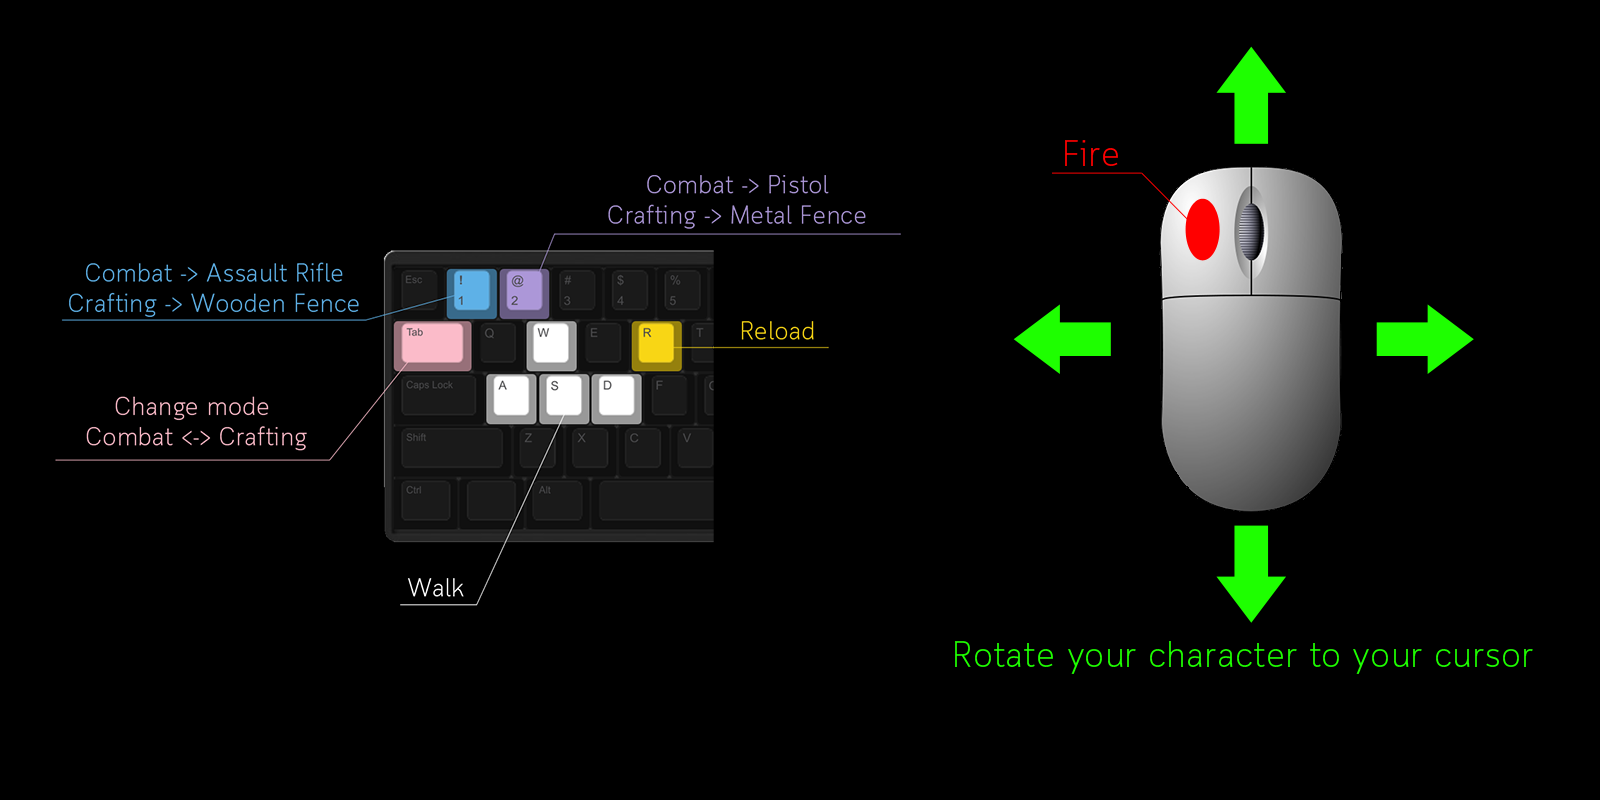 Fire
Combat -> Pistol
Crafting -> Metal Fence
Combat -> Assault Rifle
Crafting -> Wooden Fence
Esc
!
1
@
2
#
3
$
4
%
5
Tab
Q
W
E
R
T
Reload
Caps Lock
A
S
D
F
Change mode
Combat <-> Crafting
Shift
Z
X
C
V
Ctrl
Alt
Walk
Rotate your character to your cursor